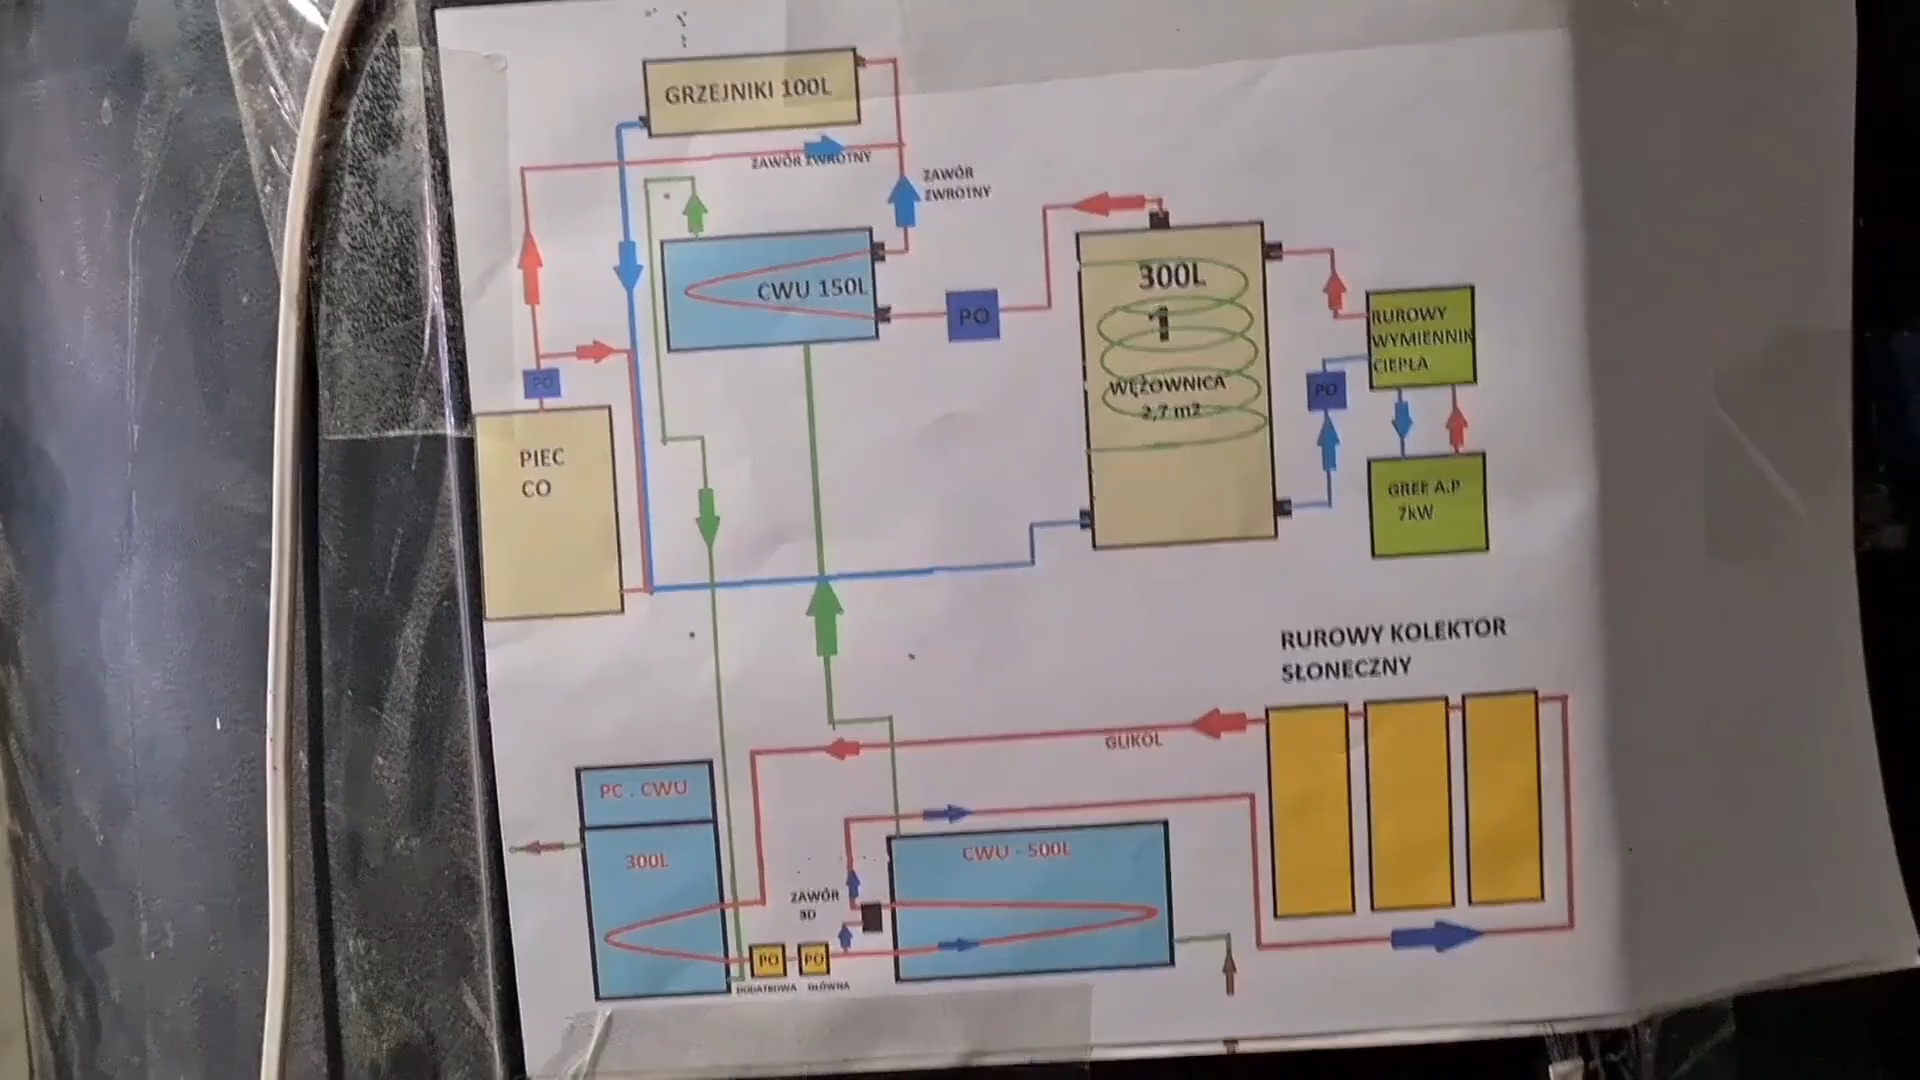 GRZEJNIKI 100L
ZAWÓR ZWROTNY
ZAWÓR
ZWROTNY
CWU 150L
PO
300L
1
WĘŻOWNICA
2,7 m2
RUROWY
WYMIENNIK
CIEPŁA
PO
GREE A.P
7kW
PO
PIEC
CO
RUROWY KOLEKTOR
SŁONECZNY
GLIKOL
PC . CWU
300L
CWU - 500L
ZAWÓR
3D
PO
PO
DODATKOWA
GŁÓWNA